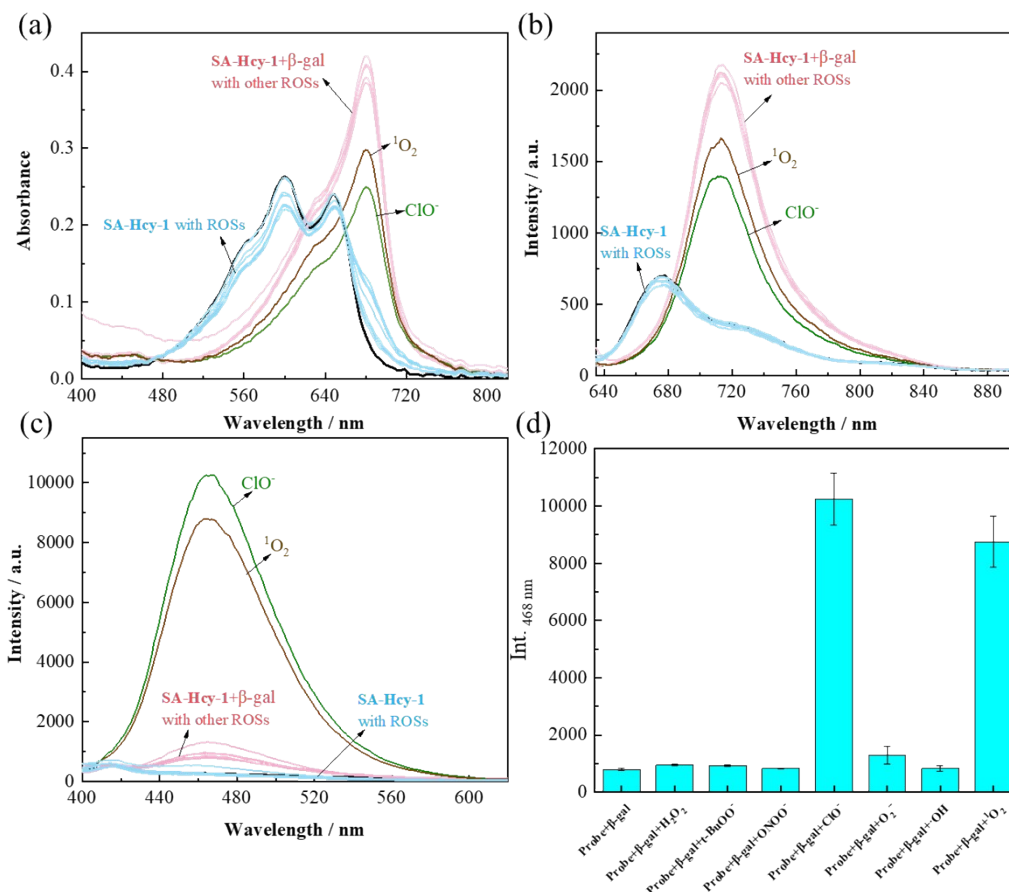 (a)
SA-Hcy-1+β-gal
with other ROSs
¹O₂
ClO⁻
SA-Hcy-1 with ROSs
Absorbance
0.4
0.3
0.2
0.1
0.0
400 480 560 640 720 800
Wavelength / nm
(b)
SA-Hcy-1+β-gal
with other ROSs
¹O₂
ClO⁻
SA-Hcy-1
with ROSs
Intensity / a.u.
2000
1500
1000
500
0
640 680 720 760 800 840 880
Wavelength / nm
(c)
ClO⁻
¹O₂
SA-Hcy-1+β-gal
with other ROSs
SA-Hcy-1
with ROSs
Intensity / a.u.
10000
8000
6000
4000
2000
0
400 440 480 520 560 600
Wavelength / nm
(d)
Int. 468 nm
12000
10000
8000
6000
4000
2000
0
Probe+β-gal
Probe+β-gal+H₂O₂
Probe+β-gal+t-BuOO⁻
Probe+β-gal+ONOO⁻
Probe+β-gal+ClO⁻
Probe+β-gal+O₂⁻
Probe+β-gal+·OH
Probe+β-gal+¹O₂